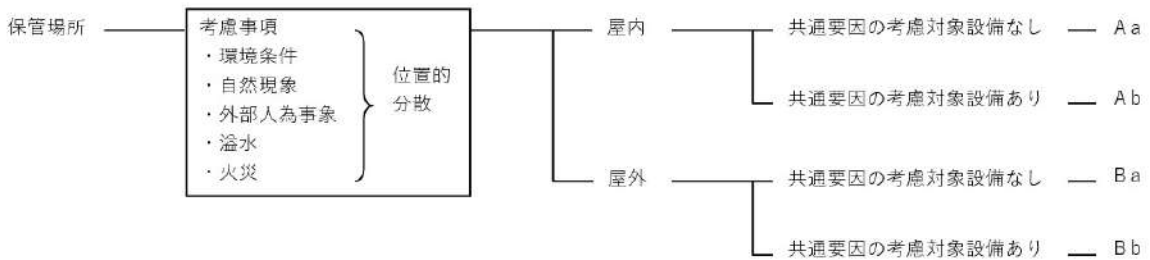 保管場所
考慮事項
・環境条件
・自然現象
・外部人為事象
・溢水
・火災
位置的
分散
屋内
共通要因の考慮対象設備なし
Aa
共通要因の考慮対象設備あり
Ab
屋外
共通要因の考慮対象設備なし
Ba
共通要因の考慮対象設備あり
Bb